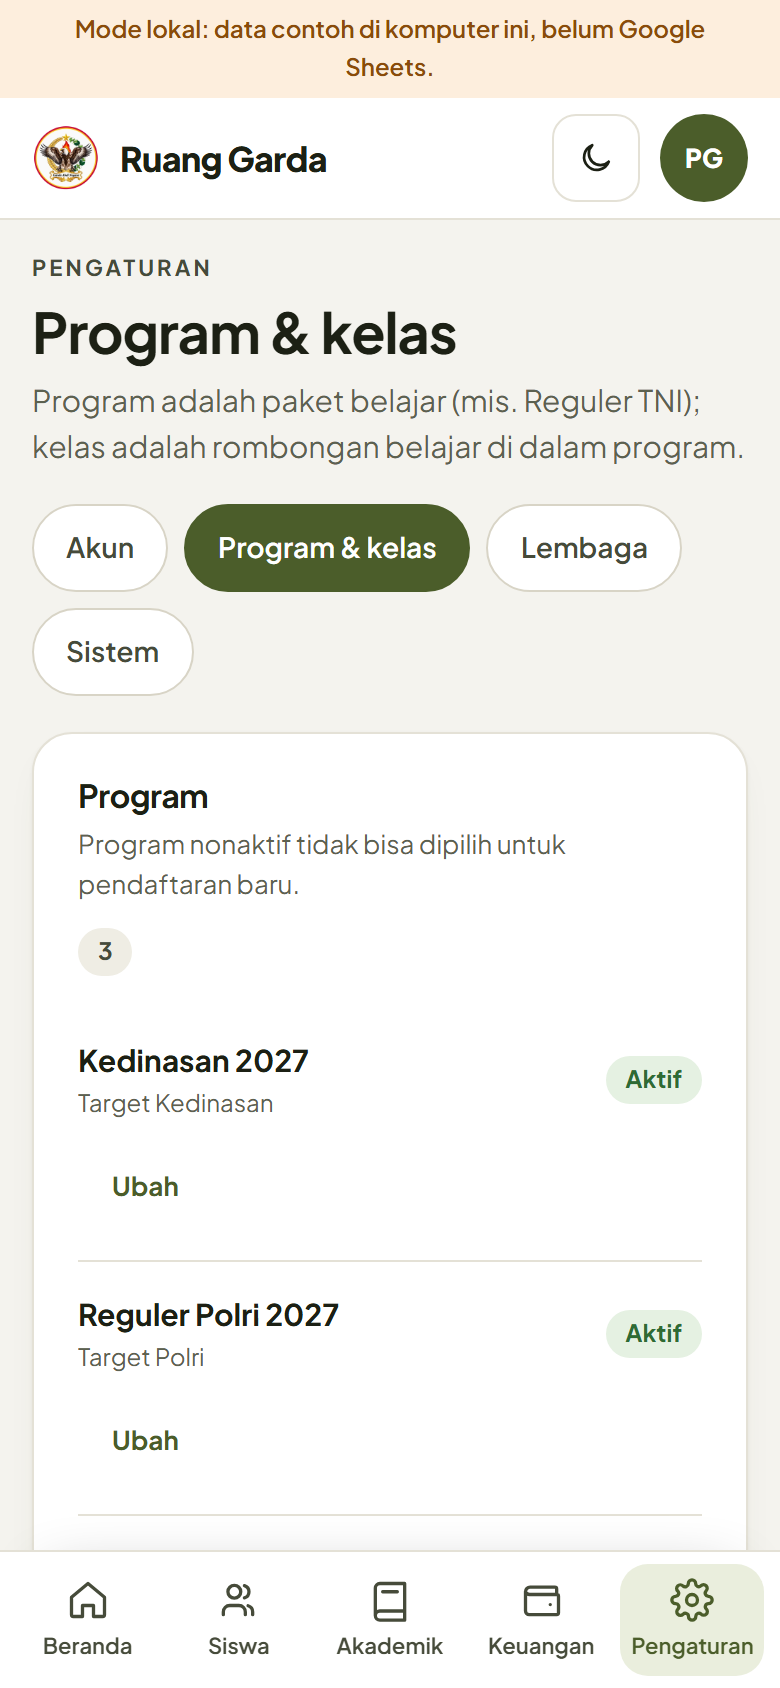 Mode lokal: data contoh di komputer ini, belum Google
Sheets.
Ruang Garda
PG
PENGATURAN
Program & kelas
Program adalah paket belajar (mis. Reguler TNI);
kelas adalah rombongan belajar di dalam program.
Akun
Program & kelas
Lembaga
Sistem
Program
Program nonaktif tidak bisa dipilih untuk
pendaftaran baru.
3
Kedinasan 2027
Aktif
Target Kedinasan
Ubah
Reguler Polri 2027
Aktif
Target Polri
Ubah
Beranda
Siswa
Akademik
Keuangan
Pengaturan